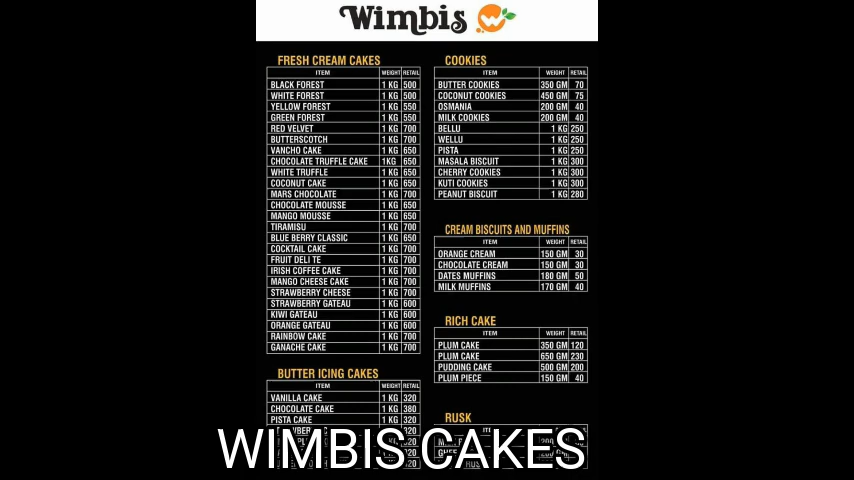 Wimbis
FRESH CREAM CAKES
ITEM WEIGHT RETAIL
BLACK FOREST 1 KG 500
WHITE FOREST 1 KG 500
YELLOW FOREST 1 KG 550
GREEN FOREST 1 KG 550
RED VELVET 1 KG 700
BUTTERSCOTCH 1 KG 700
VANCHO CAKE 1 KG 650
CHOCOLATE TRUFFLE CAKE 1KG 650
WHITE TRUFFLE 1 KG 650
COCONUT CAKE 1 KG 650
MARS CHOCOLATE 1 KG 700
CHOCOLATE MOUSSE 1 KG 650
MANGO MOUSSE 1 KG 650
TIRAMISU 1 KG 700
BLUE BERRY CLASSIC 1 KG 650
COCKTAIL CAKE 1 KG 700
FRUIT DELI TE 1 KG 700
IRISH COFFEE CAKE 1 KG 700
MANGO CHEESE CAKE 1 KG 700
STRAWBERRY CHEESE 1 KG 700
STRAWBERRY GATEAU 1 KG 600
KIWI GATEAU 1 KG 600
ORANGE GATEAU 1 KG 600
RAINBOW CAKE 1 KG 700
GANACHE CAKE 1 KG 700
BUTTER ICING CAKES
ITEM WEIGHT RETAIL
VANILLA CAKE 1 KG 320
CHOCOLATE CAKE 1 KG 380
PISTA CAKE 1 KG 320
COOKIES
ITEM WEIGHT RETAIL
BUTTER COOKIES 350 GM 70
COCONUT COOKIES 450 GM 75
OSMANIA 200 GM 40
MILK COOKIES 200 GM 40
BELLU 1 KG 250
WELLU 1 KG 250
PISTA 1 KG 250
MASALA BISCUIT 1 KG 300
CHERRY COOKIES 1 KG 300
KUTI COOKIES 1 KG 300
PEANUT BISCUIT 1 KG 280
CREAM BISCUITS AND MUFFINS
ITEM WEIGHT RETAIL
ORANGE CREAM 150 GM 30
CHOCOLATE CREAM 150 GM 30
DATES MUFFINS 180 GM 50
MILK MUFFINS 170 GM 40
RICH CAKE
ITEM WEIGHT RETAIL
PLUM CAKE 350 GM 120
PLUM CAKE 650 GM 230
PUDDING CAKE 500 GM 200
PLUM PIECE 150 GM 40
RUSK
WIMBIS CAKES